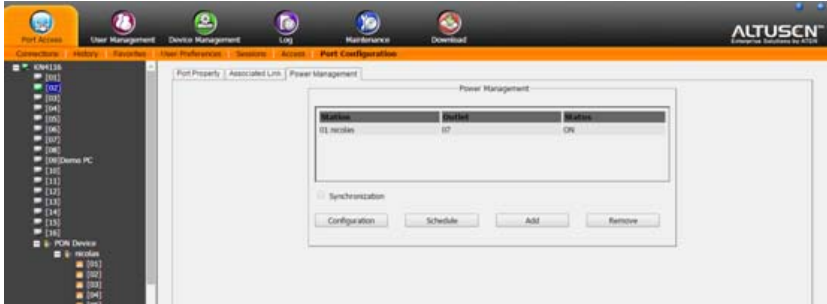 Port Access User Management Device Management Log Maintenance Download
ALTUSCN™
Enterprise Solutions by ATEN
Connections History Favorites User Preferences Sessions Access Port Configuration
KN4116
[01]
[02]
[03]
[04]
[05]
[06]
[07]
[08]
[09]Demo PC
[10]
[11]
[12]
[13]
[14]
[15]
[16]
PON Device
nicolas
[01]
[02]
[03]
[04]
Port Property Associated Link Power Management
Power Management
Station Outlet Status
01 nicolas 07 ON
Synchronization
Configuration Schedule Add Remove